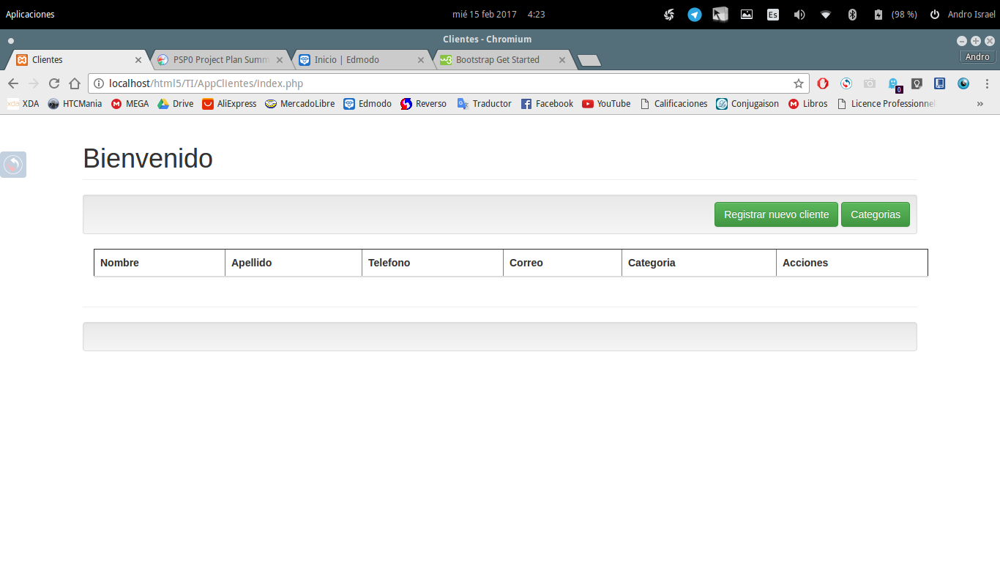 Aplicaciones
mié 15 feb 2017 4:23
Es
(98 %)
Andro Israel
Clientes - Chromium
Andro
Clientes
PSP0 Project Plan Summ
Inicio | Edmodo
Bootstrap Get Started
localhost/html5/TI/AppClientes/index.php
0
xda XDA
HTCMania
MEGA
Drive
AliExpress
MercadoLibre
Edmodo
Reverso
Traductor
Facebook
YouTube
Calificaciones
Conjugaison
Libros
Licence Professionnel
»
Bienvenido
Registrar nuevo cliente
Categorias
Nombre
Apellido
Telefono
Correo
Categoria
Acciones